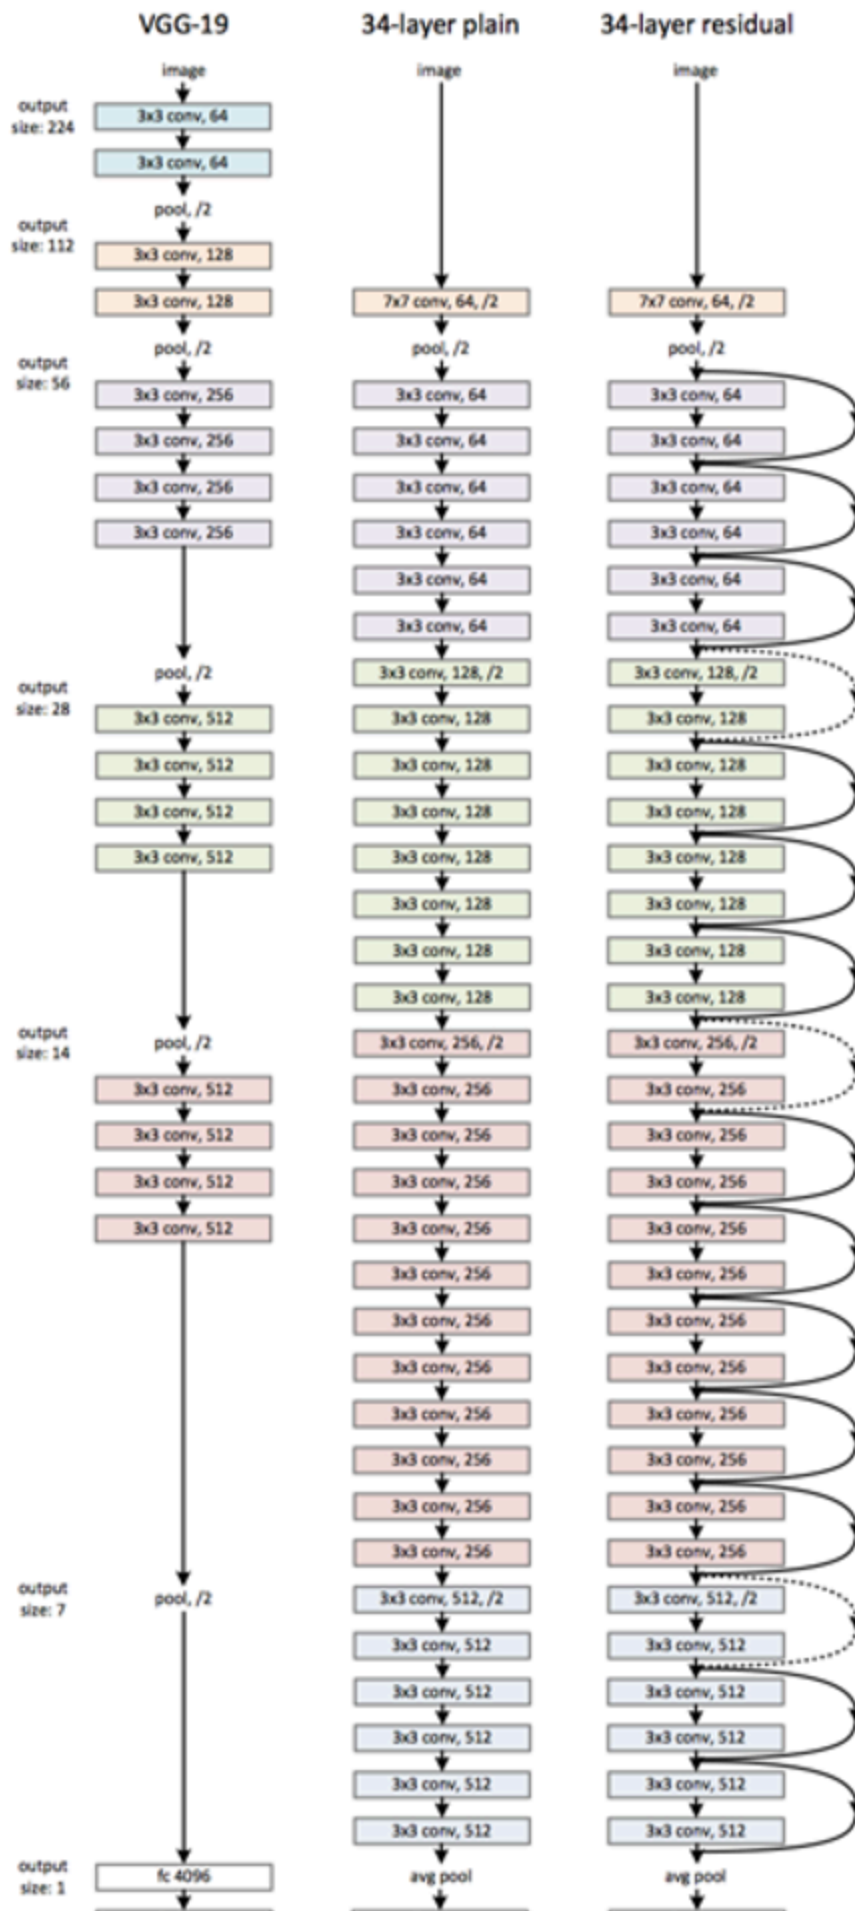 VGG-19
image
output
size: 224
3x3 conv, 64
3x3 conv, 64
pool, /2
output
size: 112
3x3 conv, 128
3x3 conv, 128
pool, /2
output
size: 56
3x3 conv, 256
3x3 conv, 256
3x3 conv, 256
3x3 conv, 256
pool, /2
output
size: 28
3x3 conv, 512
3x3 conv, 512
3x3 conv, 512
3x3 conv, 512
output
size: 14
pool, /2
3x3 conv, 512
3x3 conv, 512
3x3 conv, 512
3x3 conv, 512
output
size: 7
pool, /2
output
size: 1
fc 4096
34-layer plain
image
7x7 conv, 64, /2
pool, /2
3x3 conv, 64
3x3 conv, 64
3x3 conv, 64
3x3 conv, 64
3x3 conv, 64
3x3 conv, 64
3x3 conv, 128, /2
3x3 conv, 128
3x3 conv, 128
3x3 conv, 128
3x3 conv, 128
3x3 conv, 128
3x3 conv, 128
3x3 conv, 128
3x3 conv, 256, /2
3x3 conv, 256
3x3 conv, 256
3x3 conv, 256
3x3 conv, 256
3x3 conv, 256
3x3 conv, 256
3x3 conv, 256
3x3 conv, 256
3x3 conv, 256
3x3 conv, 256
3x3 conv, 256
3x3 conv, 512, /2
3x3 conv, 512
3x3 conv, 512
3x3 conv, 512
3x3 conv, 512
3x3 conv, 512
avg pool
34-layer residual
image
7x7 conv, 64, /2
pool, /2
3x3 conv, 64
3x3 conv, 64
3x3 conv, 64
3x3 conv, 64
3x3 conv, 64
3x3 conv, 64
3x3 conv, 128, /2
3x3 conv, 128
3x3 conv, 128
3x3 conv, 128
3x3 conv, 128
3x3 conv, 128
3x3 conv, 128
3x3 conv, 128
3x3 conv, 256, /2
3x3 conv, 256
3x3 conv, 256
3x3 conv, 256
3x3 conv, 256
3x3 conv, 256
3x3 conv, 256
3x3 conv, 256
3x3 conv, 256
3x3 conv, 256
3x3 conv, 256
3x3 conv, 256
3x3 conv, 512, /2
3x3 conv, 512
3x3 conv, 512
3x3 conv, 512
3x3 conv, 512
3x3 conv, 512
avg pool